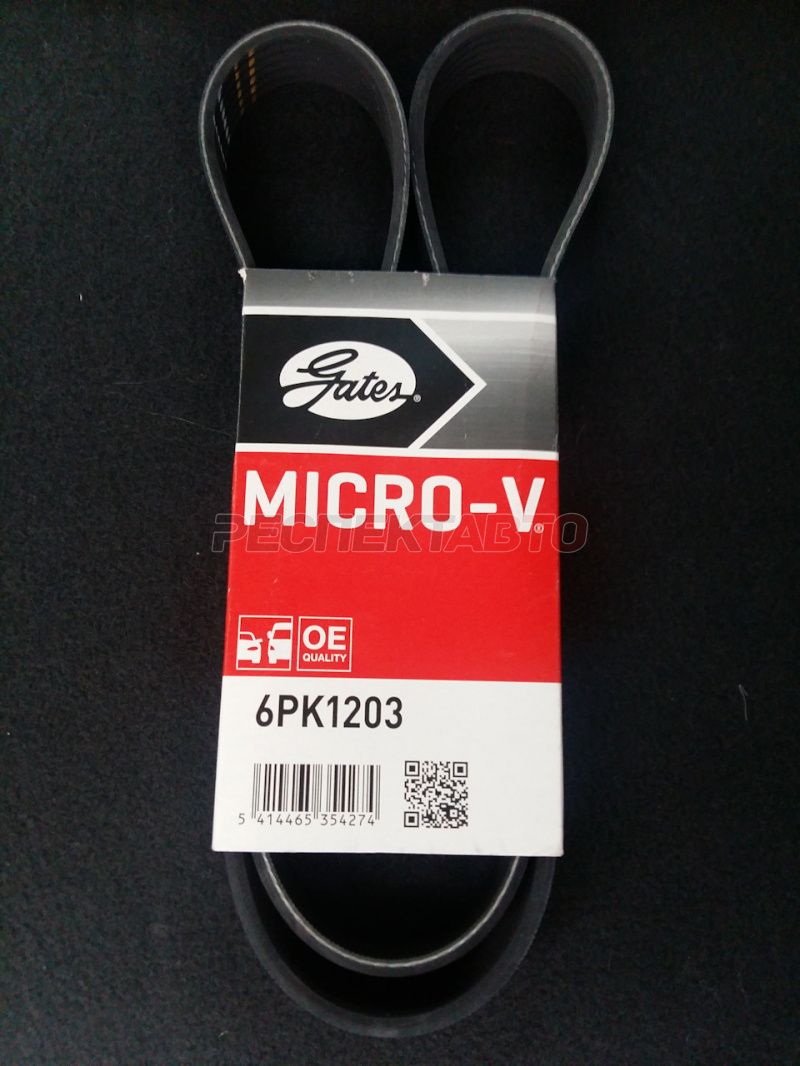 Gates®
MICRO-V®
РЕСПЕКТАВТО
OE
QUALITY
6PK1203
5 414465 354274